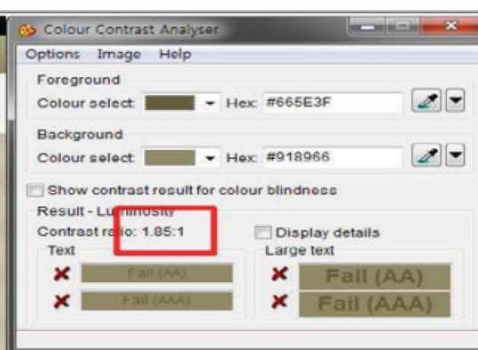 Colour Contrast Analyser
Options Image Help
Foreground
Colour select: Hex: #665E3F
Background
Colour select: Hex: #918966
Show contrast result for colour blindness
Result - Luminosity
Contrast ratio: 1.85:1
Display details
Text
Large text
Fail (AA)
Fail (AA)
Fail (AAA)
Fail (AAA)